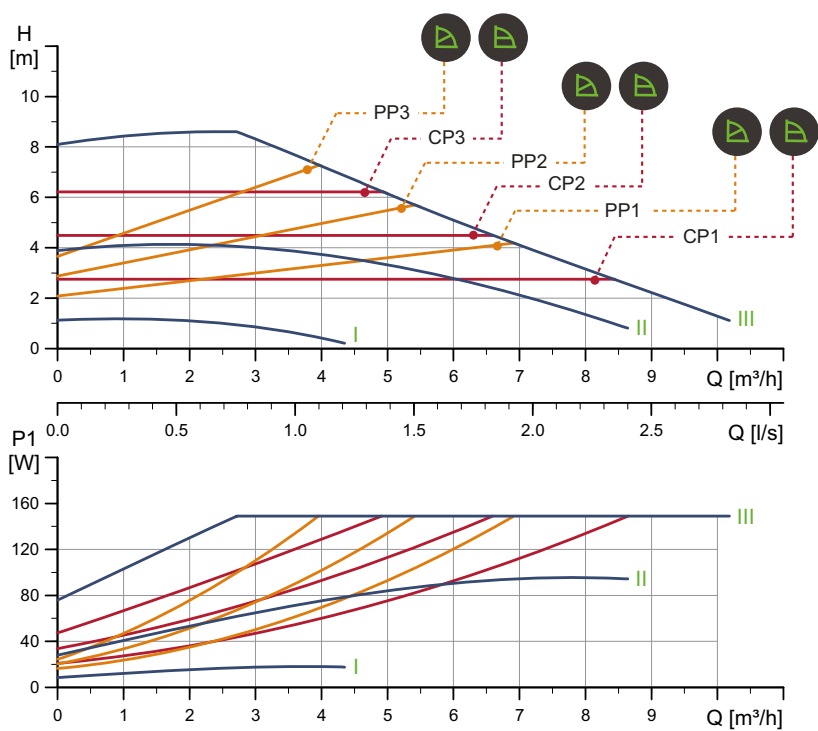 H
[m]
10
8
6
4
2
0
PP3
CP3
PP2
CP2
PP1
CP1
I
II
III
0 1 2 3 4 5 6 7 8 9 Q [m³/h]
0.0 0.5 1.0 1.5 2.0 2.5 Q [l/s]
P1
[W]
160
120
80
40
0
III
II
I
0 1 2 3 4 5 6 7 8 9 Q [m³/h]